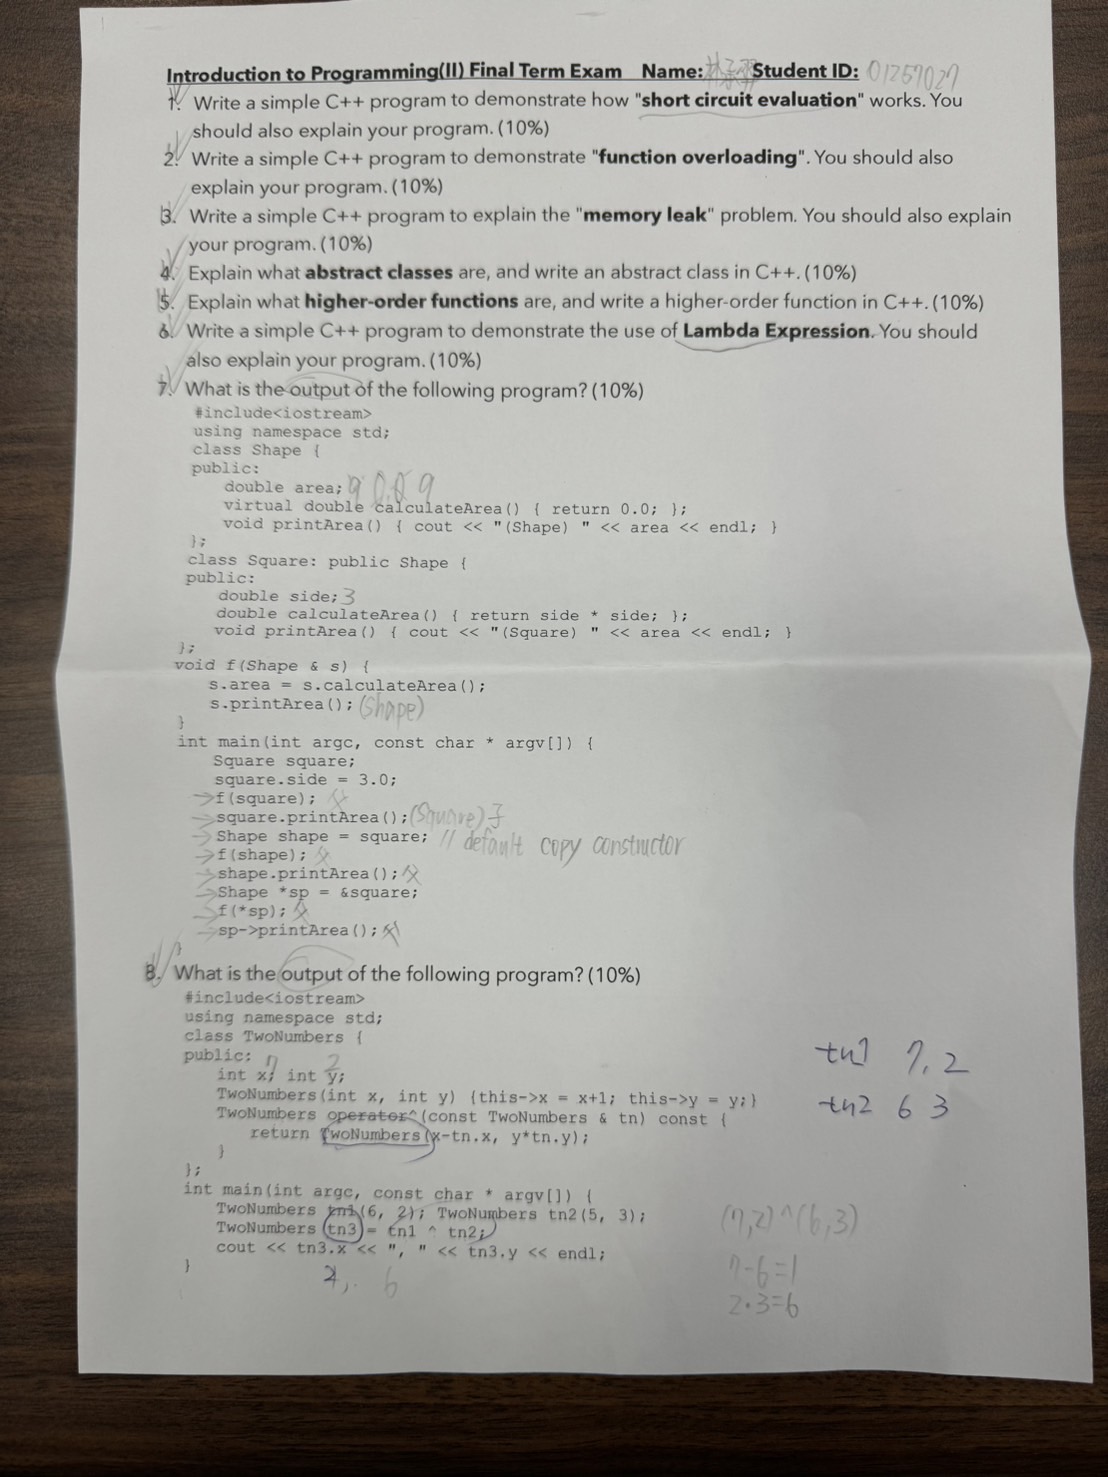 Introduction to Programming(II) Final Term Exam Name: Student ID: 01257027
1. Write a simple C++ program to demonstrate how "short circuit evaluation" works. You
should also explain your program. (10%)
2. Write a simple C++ program to demonstrate "function overloading". You should also
explain your program. (10%)
3. Write a simple C++ program to explain the "memory leak" problem. You should also explain
your program. (10%)
4. Explain what abstract classes are, and write an abstract class in C++. (10%)
5. Explain what higher-order functions are, and write a higher-order function in C++. (10%)
6. Write a simple C++ program to demonstrate the use of Lambda Expression. You should
also explain your program. (10%)
7. What is the output of the following program? (10%)
#include<iostream>
using namespace std;
class Shape {
public:
double area; 9 0.0 9
virtual double calculateArea() { return 0.0; };
void printArea() { cout << "(Shape) " << area << endl; }
};
class Square: public Shape {
public:
double side; 3
double calculateArea() { return side * side; };
void printArea() { cout << "(Square) " << area << endl; }
};
void f(Shape & s) {
s.area = s.calculateArea();
s.printArea(); (Shape)
}
int main(int argc, const char * argv[]) {
Square square;
square.side = 3.0;
→f(square); 父
→square.printArea(); (Square) 子
→Shape shape = square; // default copy constructor
→f(shape); 父
→shape.printArea(); 父
→Shape *sp = &square;
→f(*sp); 父
→sp->printArea(); 父
}
8. What is the output of the following program? (10%)
#include<iostream>
using namespace std;
class TwoNumbers {
public:
7 2
int x; int y;
tn1 7, 2
TwoNumbers(int x, int y) {this->x = x+1; this->y = y;}
tn2 6 3
TwoNumbers operator^(const TwoNumbers & tn) const {
return TwoNumbers(x-tn.x, y*tn.y);
}
};
int main(int argc, const char * argv[]) {
TwoNumbers tn1(6, 2); TwoNumbers tn2(5, 3);
TwoNumbers tn3 = tn1 ^ tn2;
(7,2)^(6,3)
cout << tn3.x << ", " << tn3.y << endl;
}
7-6=1
2, 6
2·3=6